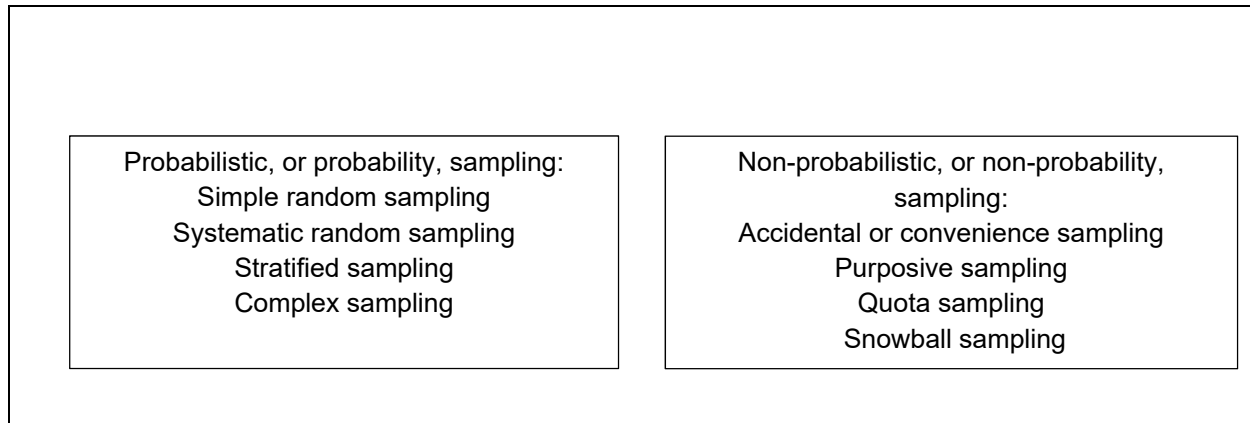 Probabilistic, or probability, sampling:
Simple random sampling
Systematic random sampling
Stratified sampling
Complex sampling
Non-probabilistic, or non-probability,
sampling:
Accidental or convenience sampling
Purposive sampling
Quota sampling
Snowball sampling